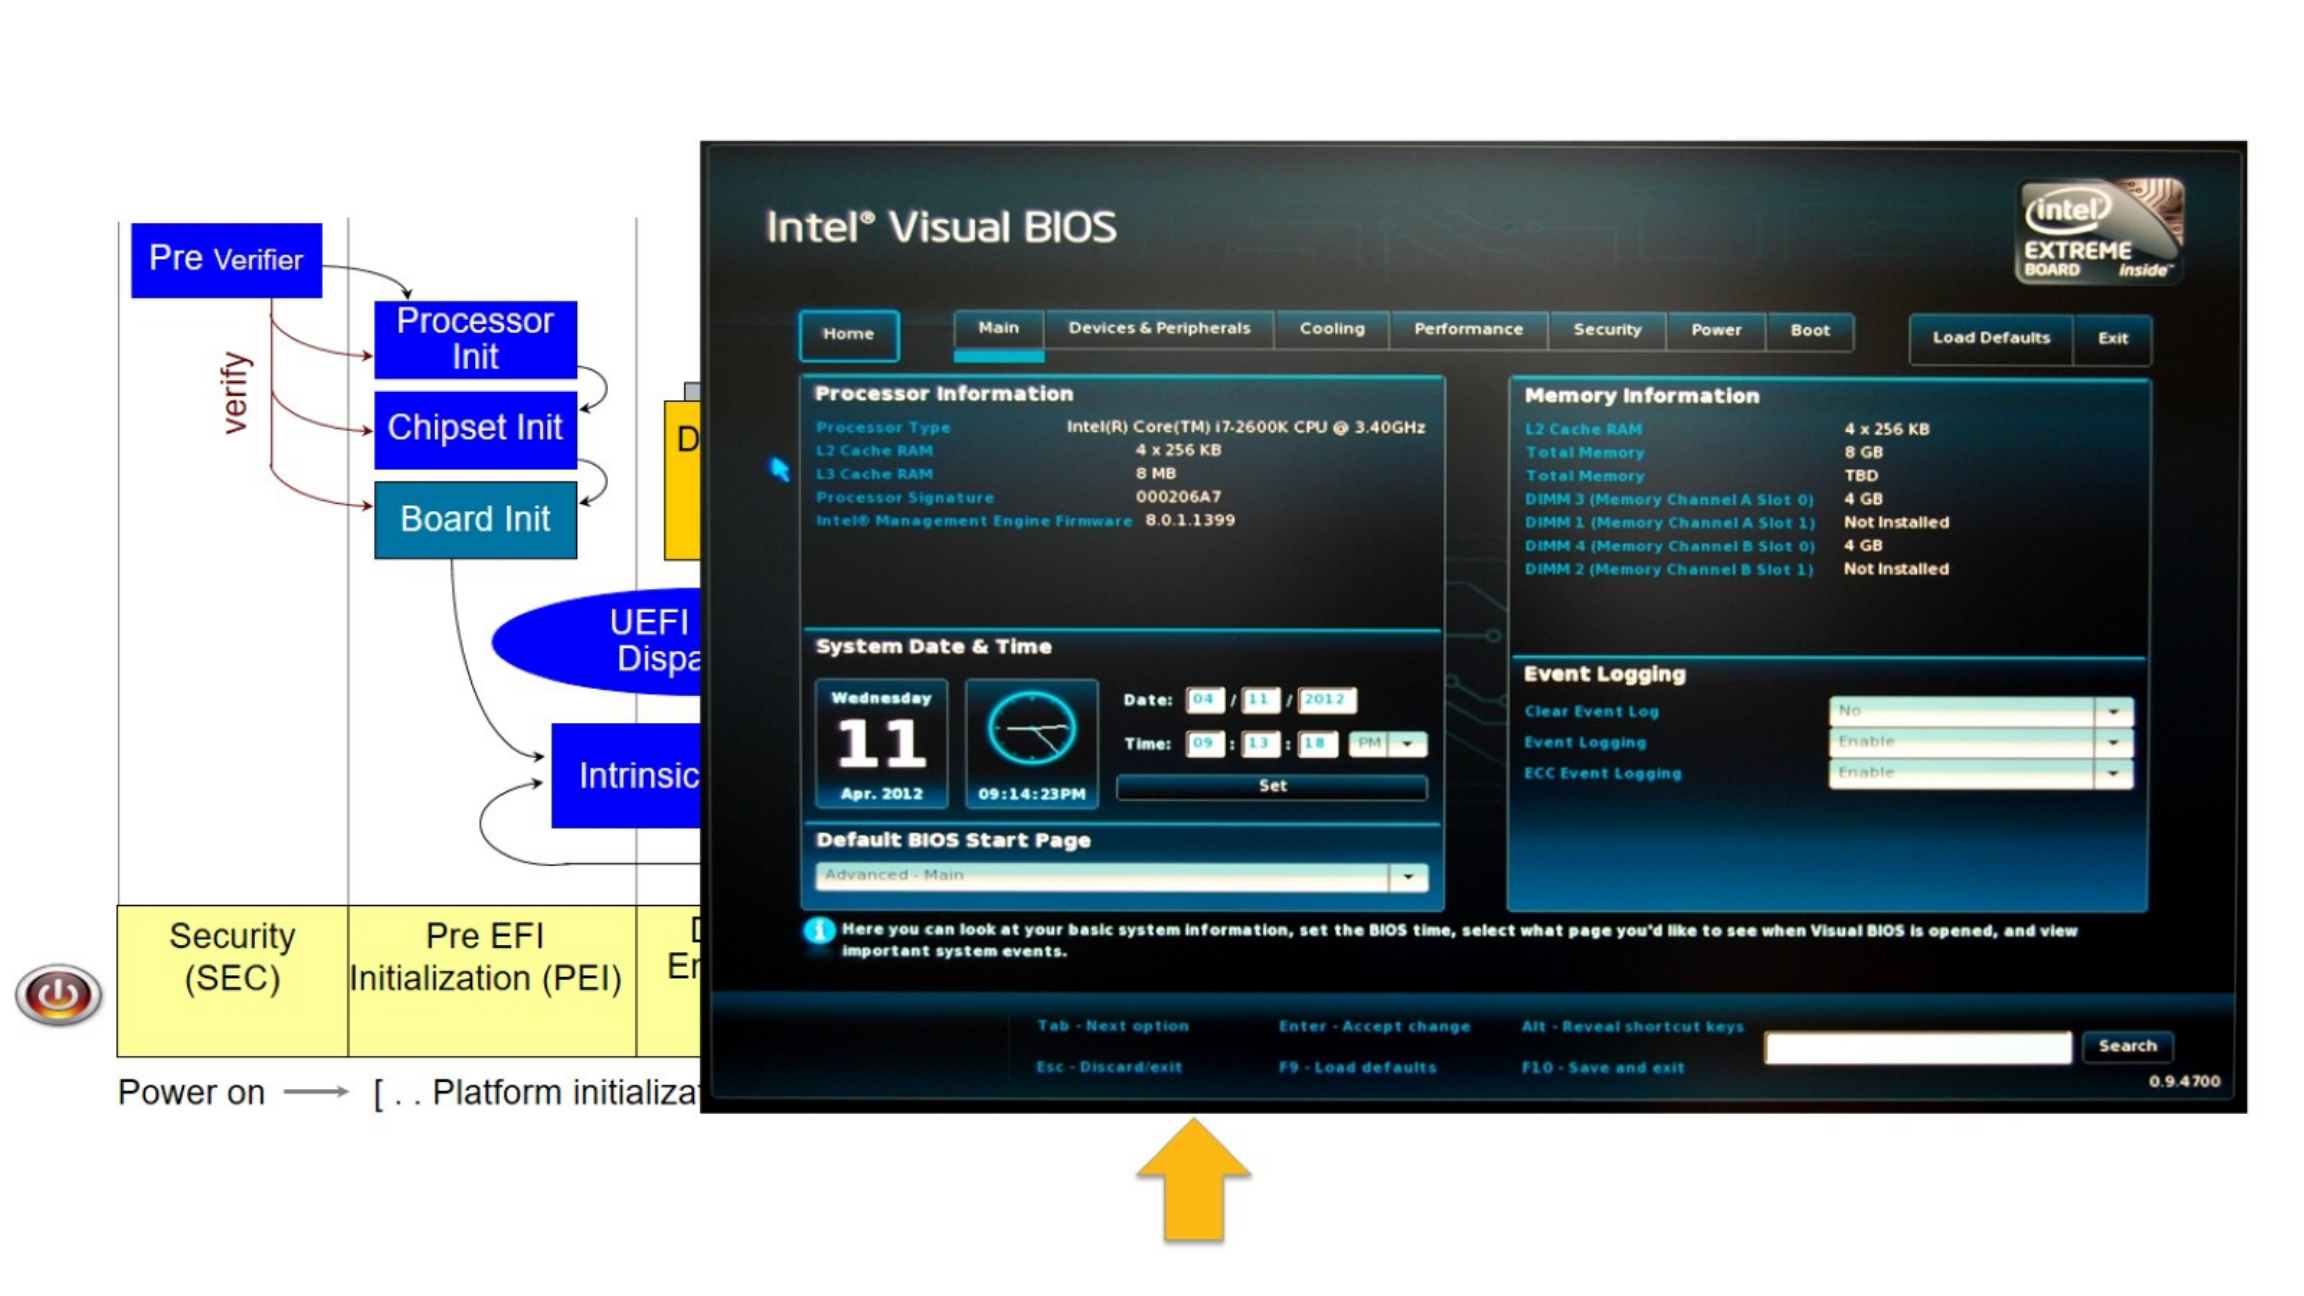 Pre Verifier
Processor
Init
verify
Chipset Init
Board Init
D
UEFI
Dispa
Intrinsic
Security
(SEC)
Pre EFI
Initialization (PEI)
D
En
Power on
[ . . Platform initializat
Intel® Visual BIOS
intel
EXTREME
BOARD inside™
Home
Main
Devices & Peripherals
Cooling
Performance
Security
Power
Boot
Load Defaults
Exit
Processor Information
Processor Type Intel(R) Core(TM) i7-2600K CPU @ 3.40GHz
L2 Cache RAM 4 x 256 KB
L3 Cache RAM 8 MB
Processor Signature 000206A7
Intel® Management Engine Firmware 8.0.1.1399
Memory Information
L2 Cache RAM 4 x 256 KB
Total Memory 8 GB
Total Memory TBD
DIMM 3 (Memory Channel A Slot 0) 4 GB
DIMM 1 (Memory Channel A Slot 1) Not Installed
DIMM 4 (Memory Channel B Slot 0) 4 GB
DIMM 2 (Memory Channel B Slot 1) Not Installed
System Date & Time
Wednesday
11
Apr. 2012
09:14:23PM
Date: 04 / 11 / 2012
Time: 09 : 13 : 18 PM
Set
Event Logging
Clear Event Log No
Event Logging Enable
ECC Event Logging Enable
Default BIOS Start Page
Advanced - Main
Here you can look at your basic system information, set the BIOS time, select what page you'd like to see when Visual BIOS is opened, and view
important system events.
Tab - Next option
Enter - Accept change
Alt - Reveal shortcut keys
Esc - Discard/exit
F9 - Load defaults
F10 - Save and exit
Search
0.9.4700